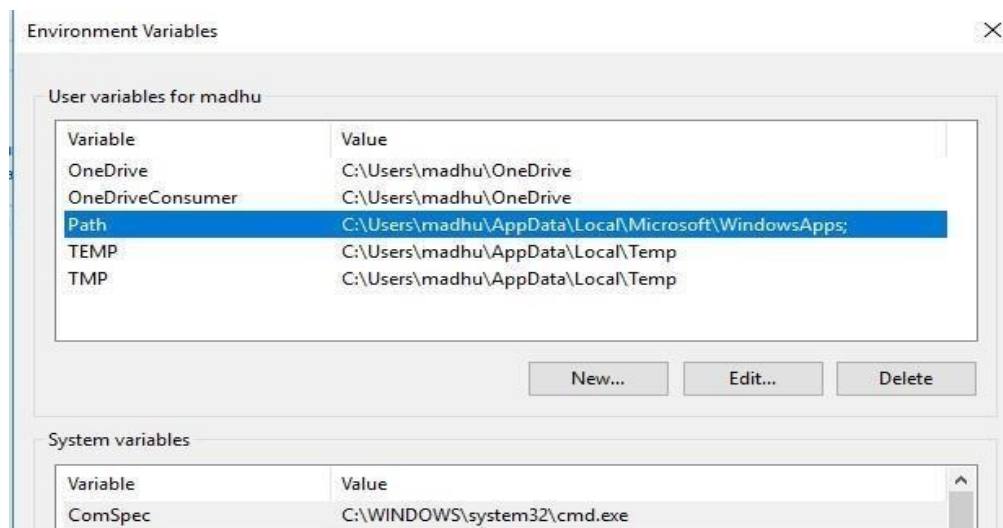 Environment Variables
User variables for madhu
Variable Value
OneDrive C:\Users\madhu\OneDrive
OneDriveConsumer C:\Users\madhu\OneDrive
Path C:\Users\madhu\AppData\Local\Microsoft\WindowsApps;
TEMP C:\Users\madhu\AppData\Local\Temp
TMP C:\Users\madhu\AppData\Local\Temp
New... Edit... Delete
System variables
Variable Value
ComSpec C:\WINDOWS\system32\cmd.exe